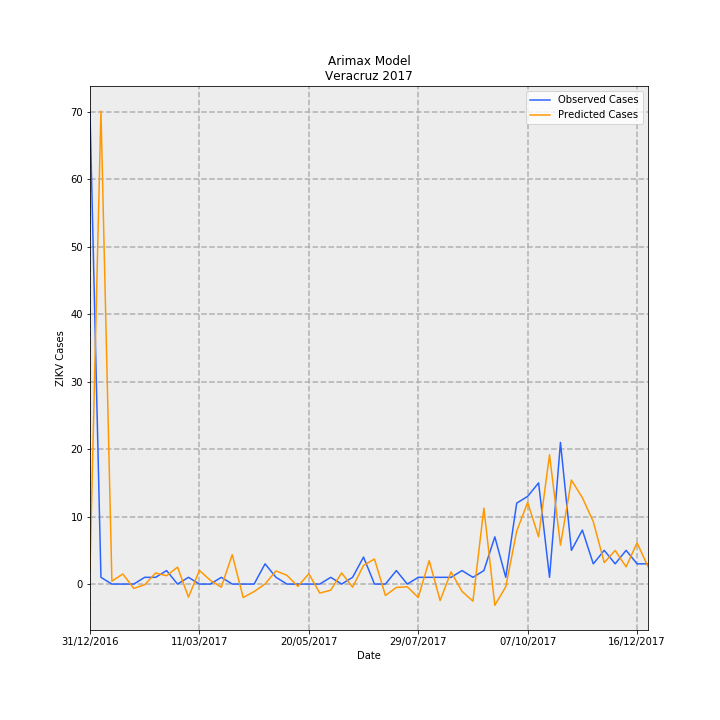 Arimax Model
Veracruz 2017
Observed Cases
Predicted Cases
70
60
50
40
30
20
10
0
ZIKV Cases
31/12/2016
11/03/2017
20/05/2017
29/07/2017
07/10/2017
16/12/2017
Date